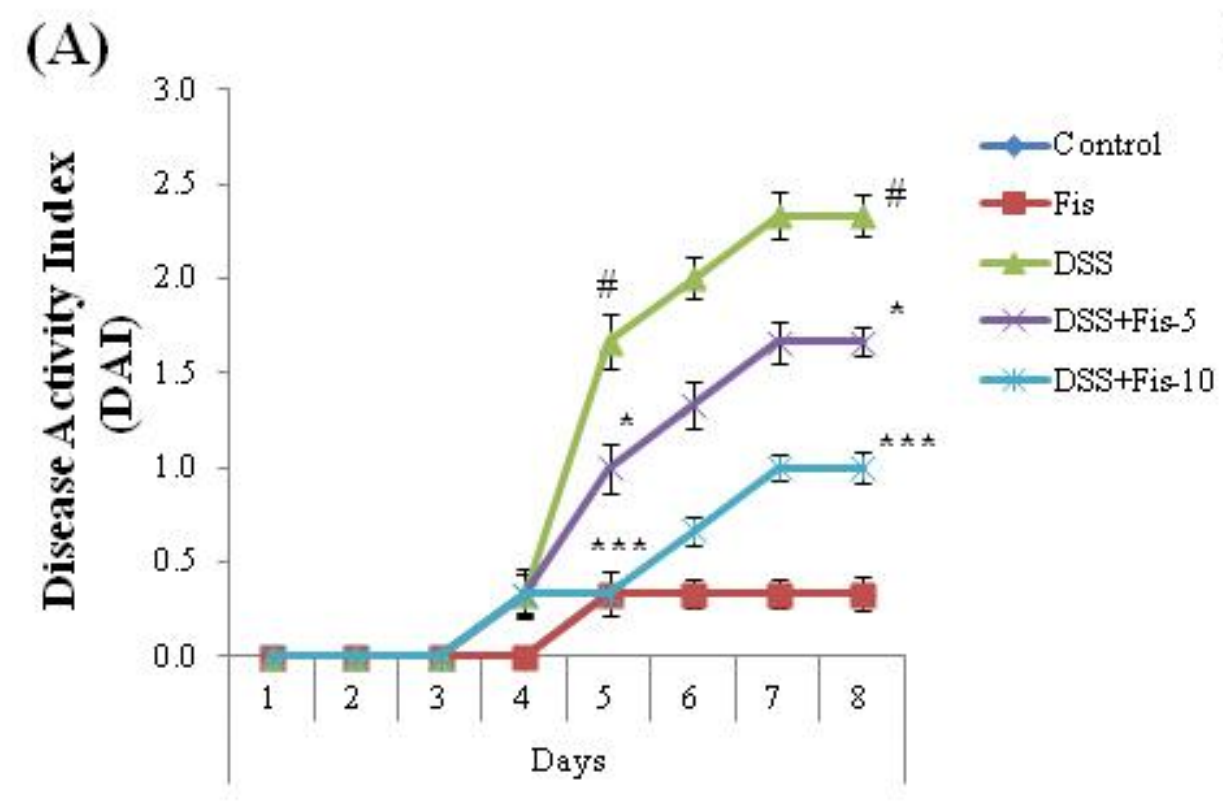 (A)
Disease Activity Index
(DAI)
3.0
2.5
2.0
1.5
1.0
0.5
0.0
#
#
*
*
***
***
1 2 3 4 5 6 7 8
Days
Control
Fis
DSS
DSS+Fis-5
DSS+Fis-10